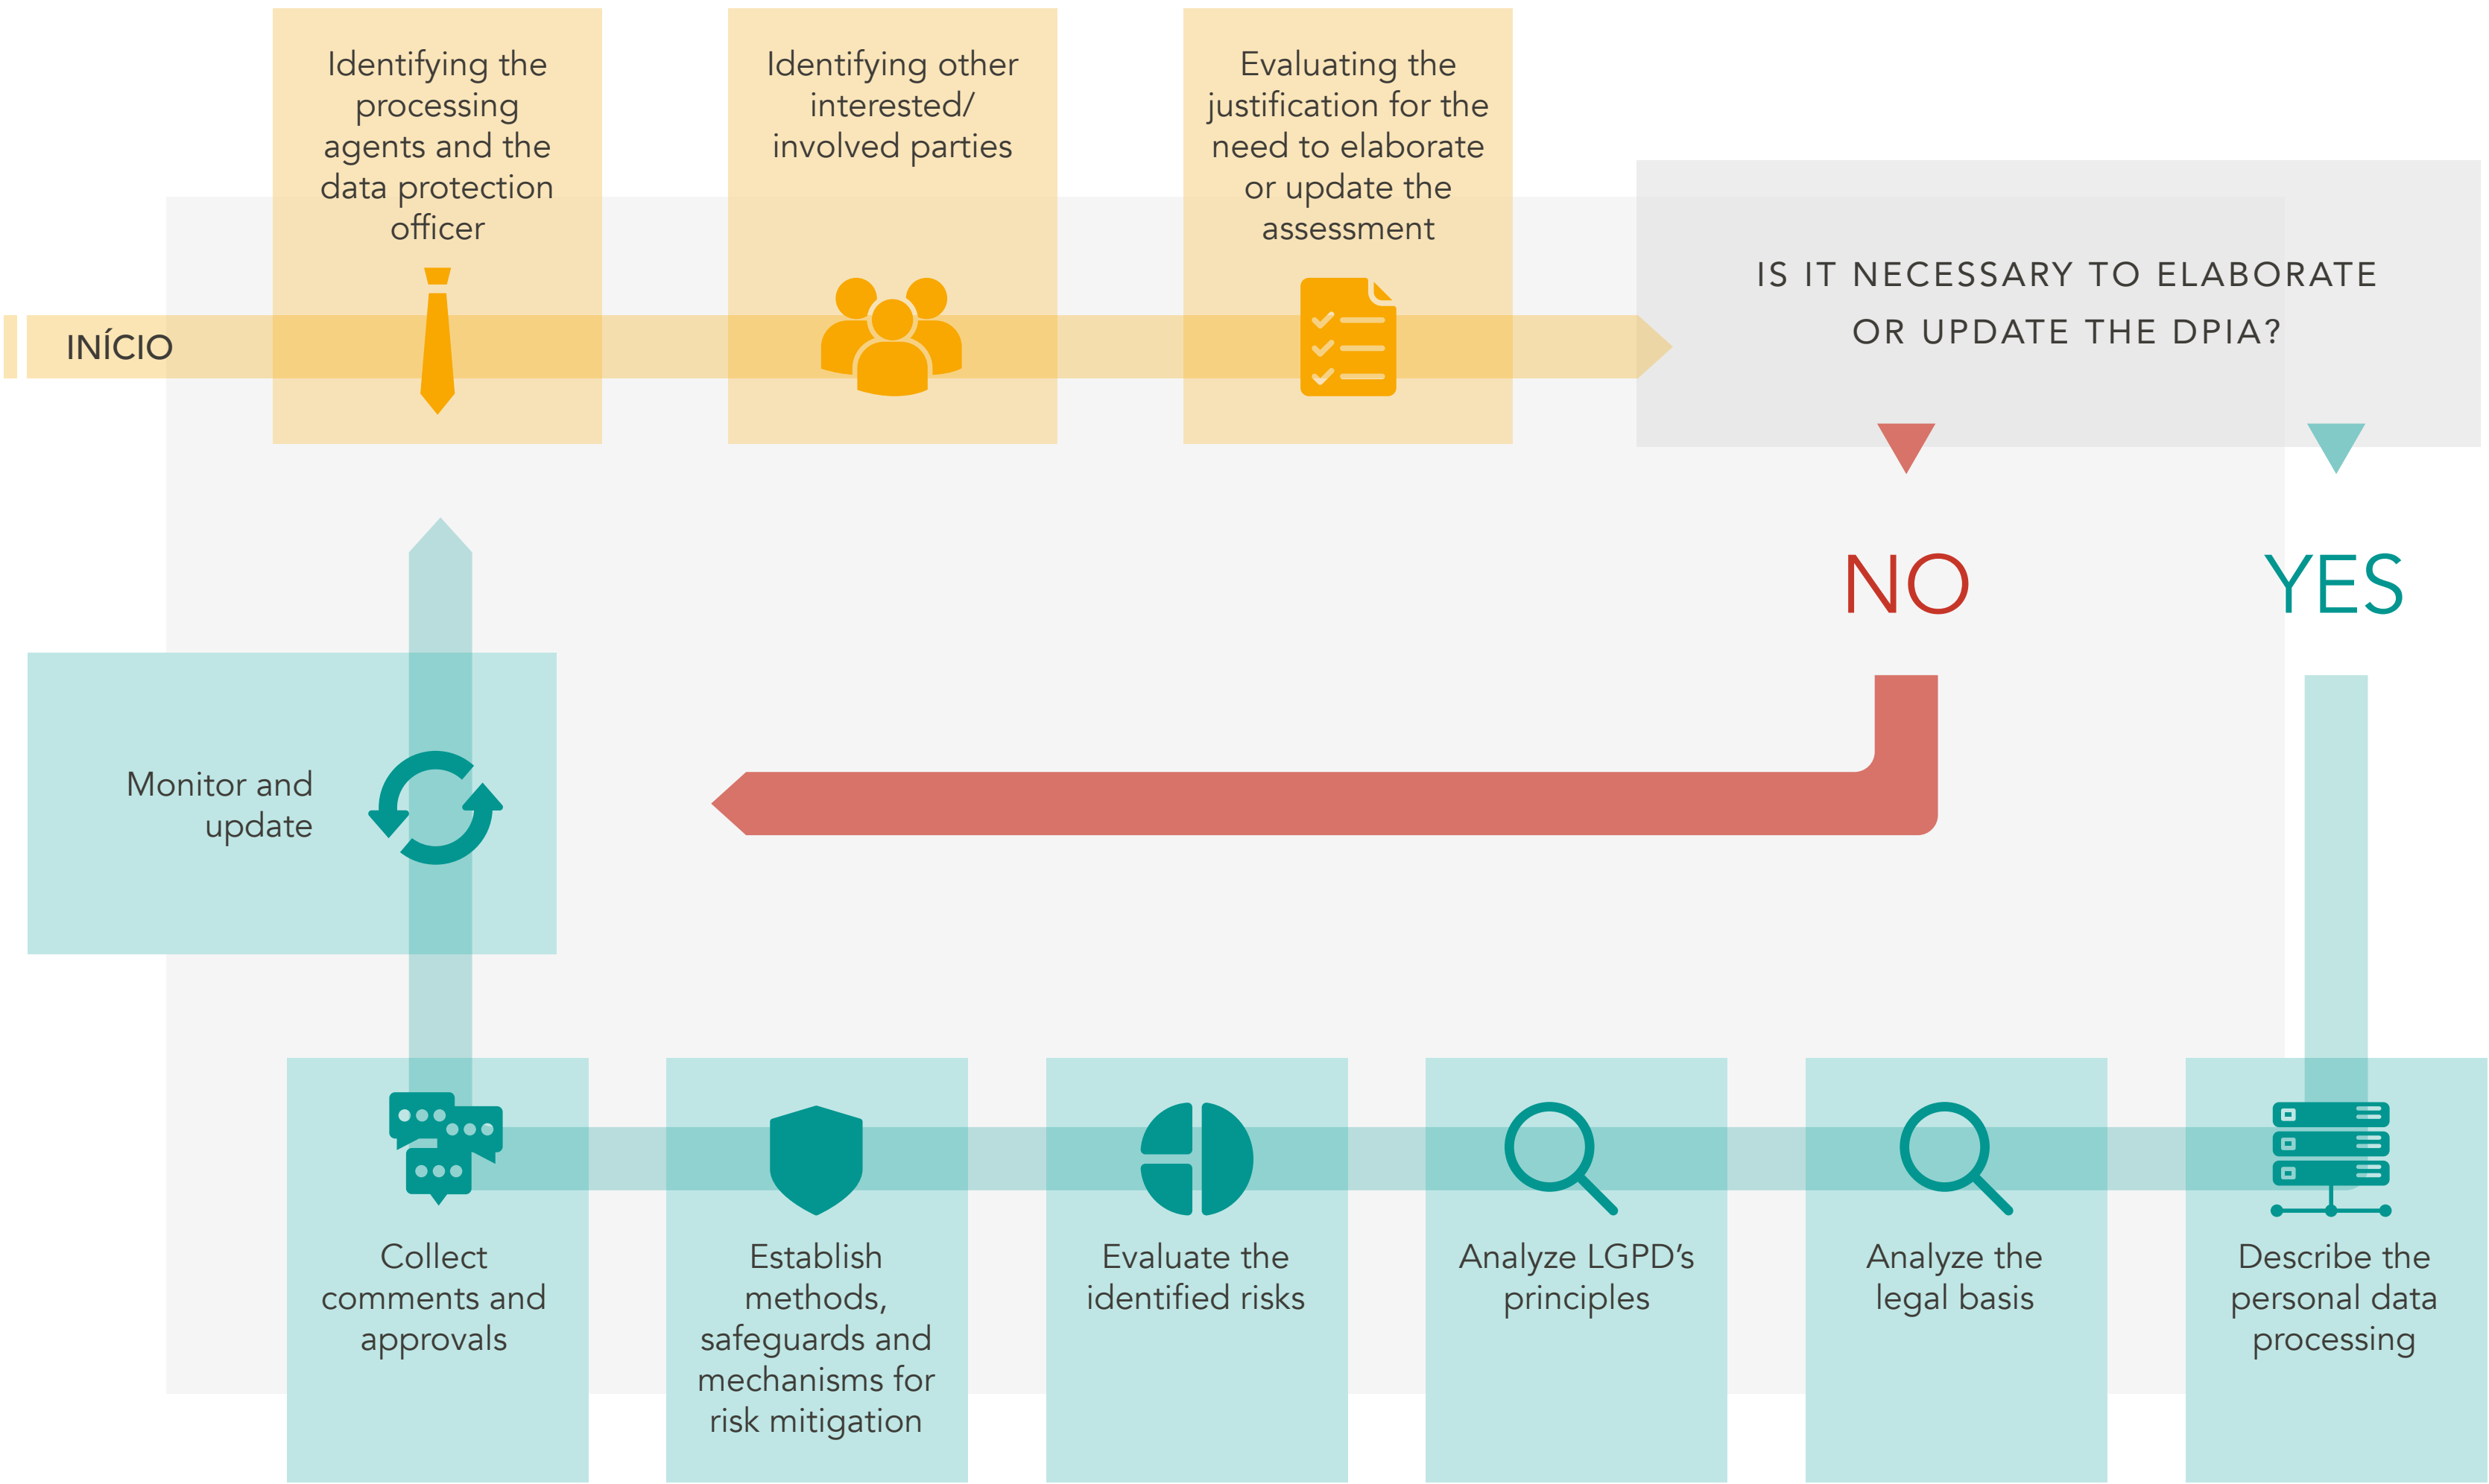 Identifying the
processing
agents and the
data protection
officer
Identifying other
interested/
involved parties
Evaluating the
justification for the
need to elaborate
or update the
assessment
INÍCIO
IS IT NECESSARY TO ELABORATE
OR UPDATE THE DPIA?
NO
YES
Monitor and
update
Collect
comments and
approvals
Establish
methods,
safeguards and
mechanisms for
risk mitigation
Evaluate the
identified risks
Analyze LGPD’s
principles
Analyze the
legal basis
Describe the
personal data
processing